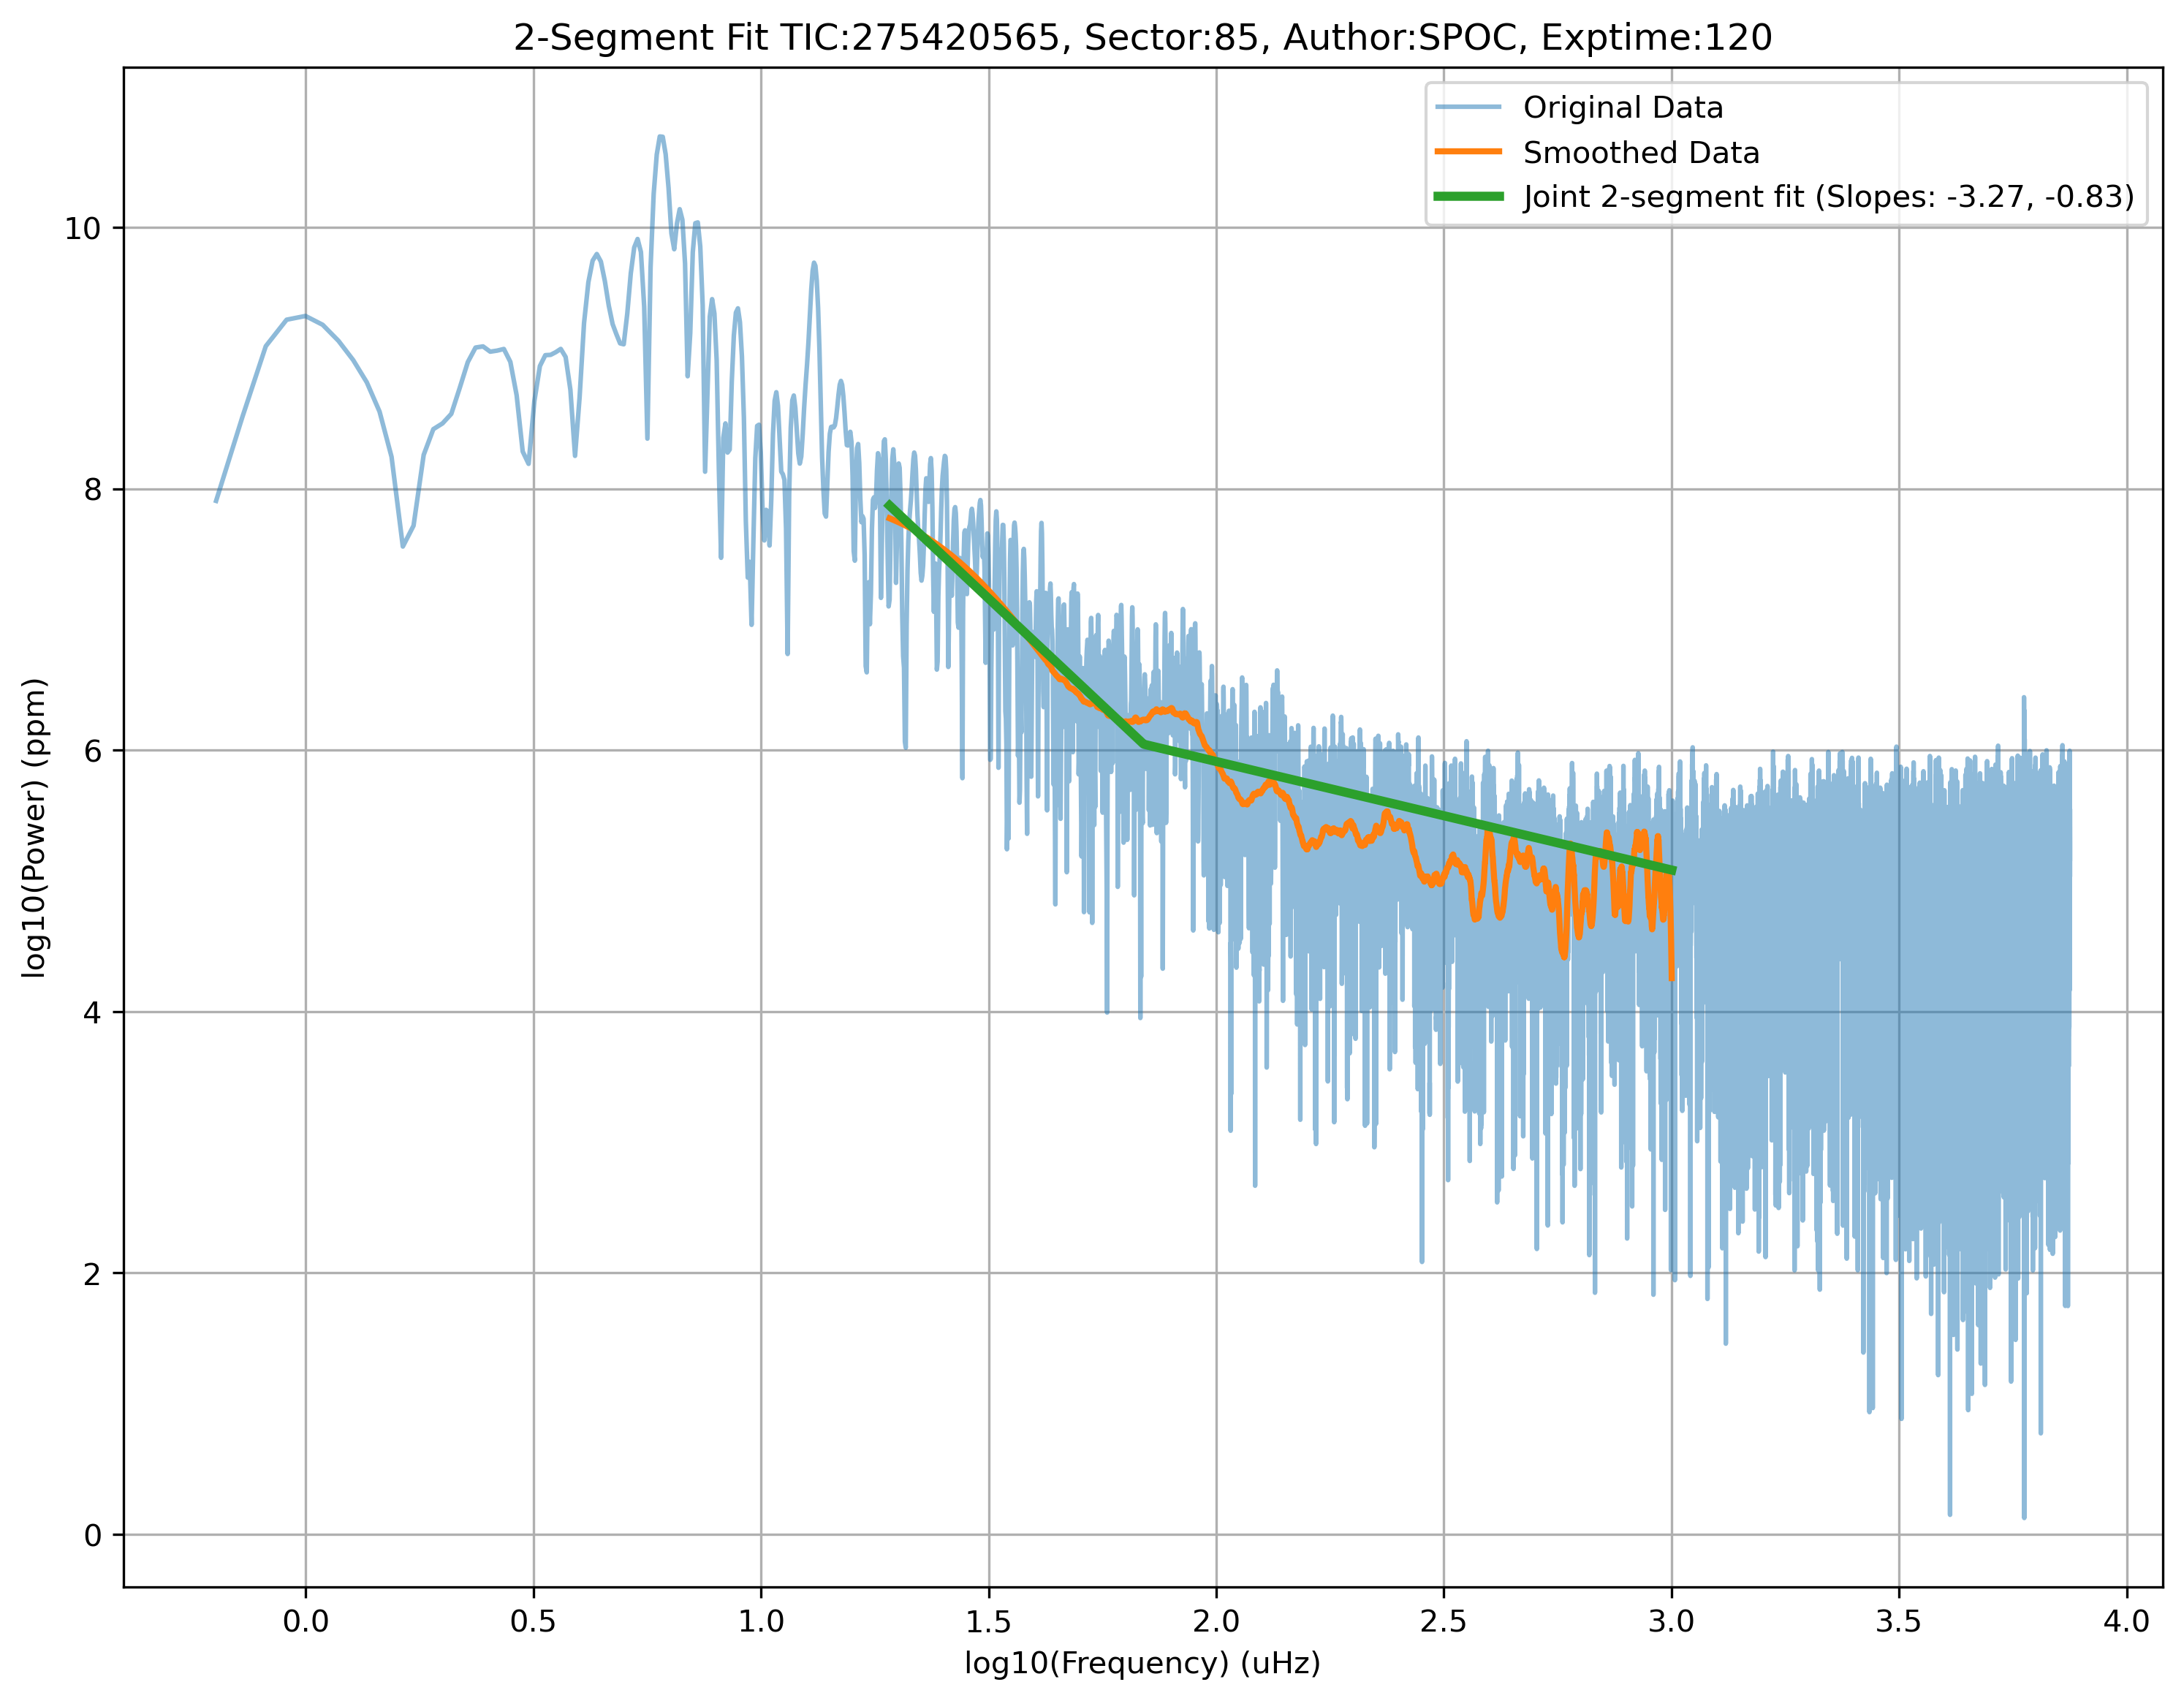 2-Segment Fit TIC:275420565, Sector:85, Author:SPOC, Exptime:120
Original Data
Smoothed Data
Joint 2-segment fit (Slopes: -3.27, -0.83)
log10(Power) (ppm)
10
8
6
4
2
0
0.0 0.5 1.0 1.5 2.0 2.5 3.0 3.5 4.0
log10(Frequency) (uHz)